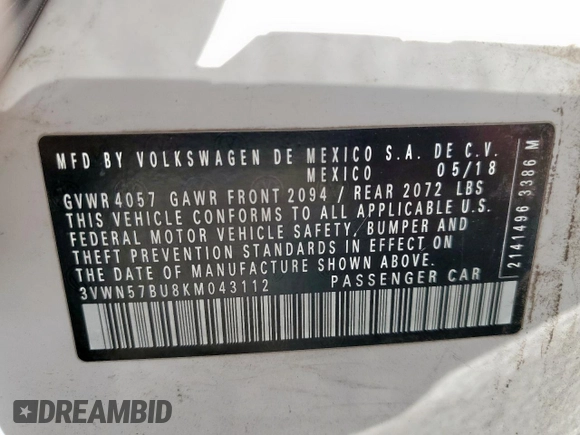 MFD BY VOLKSWAGEN DE MEXICO S.A. DE C.V.
MEXICO 05/18
GVWR 4057 GAWR FRONT 2094 / REAR 2072 LBS
THIS VEHICLE CONFORMS TO ALL APPLICABLE U.S.
FEDERAL MOTOR VEHICLE SAFETY, BUMPER AND
THEFT PREVENTION STANDARDS IN EFFECT ON
THE DATE OF MANUFACTURE SHOWN ABOVE.
3VWN57BU8KM043112 PASSENGER CAR
2141496 3386 M
DREAMBID